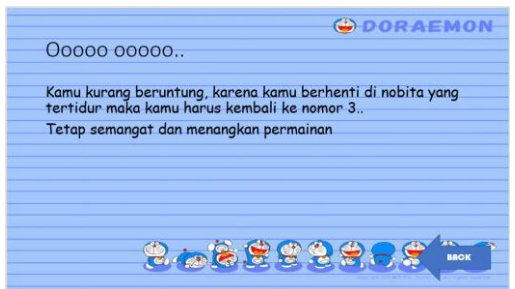 DORAEMON
Ooooo ooooo..
Kamu kurang beruntung, karena kamu berhenti di nobita yang
tertidur maka kamu harus kembali ke nomor 3..
Tetap semangat dan menangkan permainan
BACK